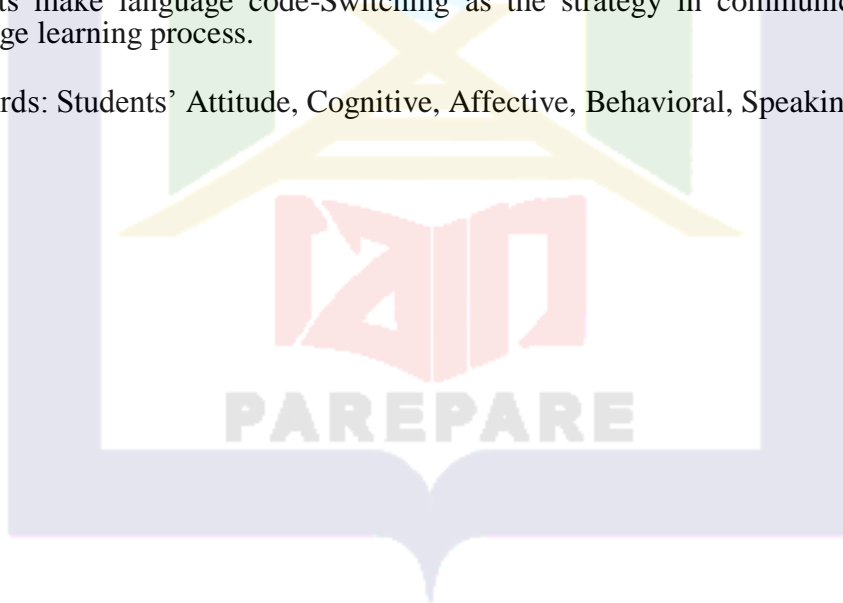 ts make language code-Switching as the strategy in communic
ge learning process.
rds: Students' Attitude, Cognitive, Affective, Behavioral, Speakin
PAREPARE